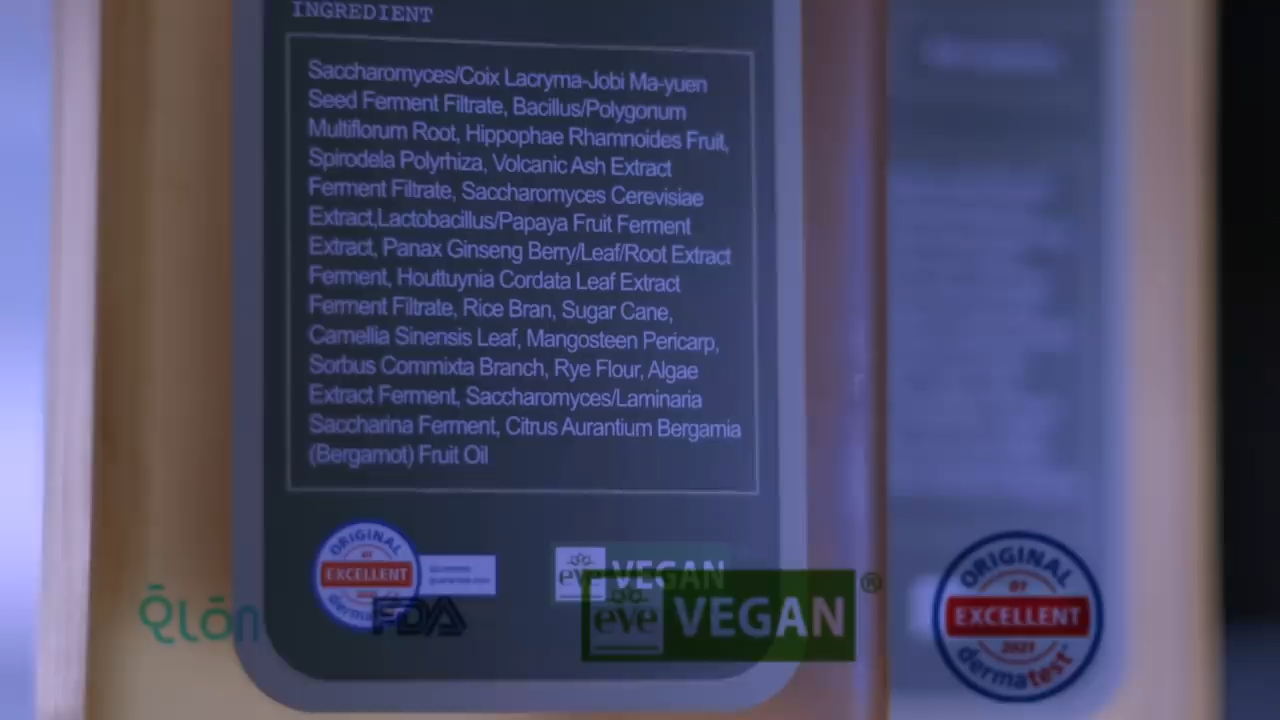 INGREDIENT
Saccharomyces/Coix Lacryma-Jobi Ma-yuen
Seed Ferment Filtrate, Bacillus/Polygonum
Multiflorum Root, Hippophae Rhamnoides Fruit,
Spirodela Polyrhiza, Volcanic Ash Extract
Ferment Filtrate, Saccharomyces Cerevisiae
Extract,Lactobacillus/Papaya Fruit Ferment
Extract, Panax Ginseng Berry/Leaf/Root Extract
Ferment, Houttuynia Cordata Leaf Extract
Ferment Filtrate, Rice Bran, Sugar Cane,
Camellia Sinensis Leaf, Mangosteen Pericarp,
Sorbus Commixta Branch, Rye Flour, Algae
Extract Ferment, Saccharomyces/Laminaria
Saccharina Ferment, Citrus Aurantium Bergamia
(Bergamot) Fruit Oil
ORIGINAL
EXCELLENT
eve VEGAN
FDA
eve VEGAN ®
ORIGINAL
EXCELLENT
2021
dermatest